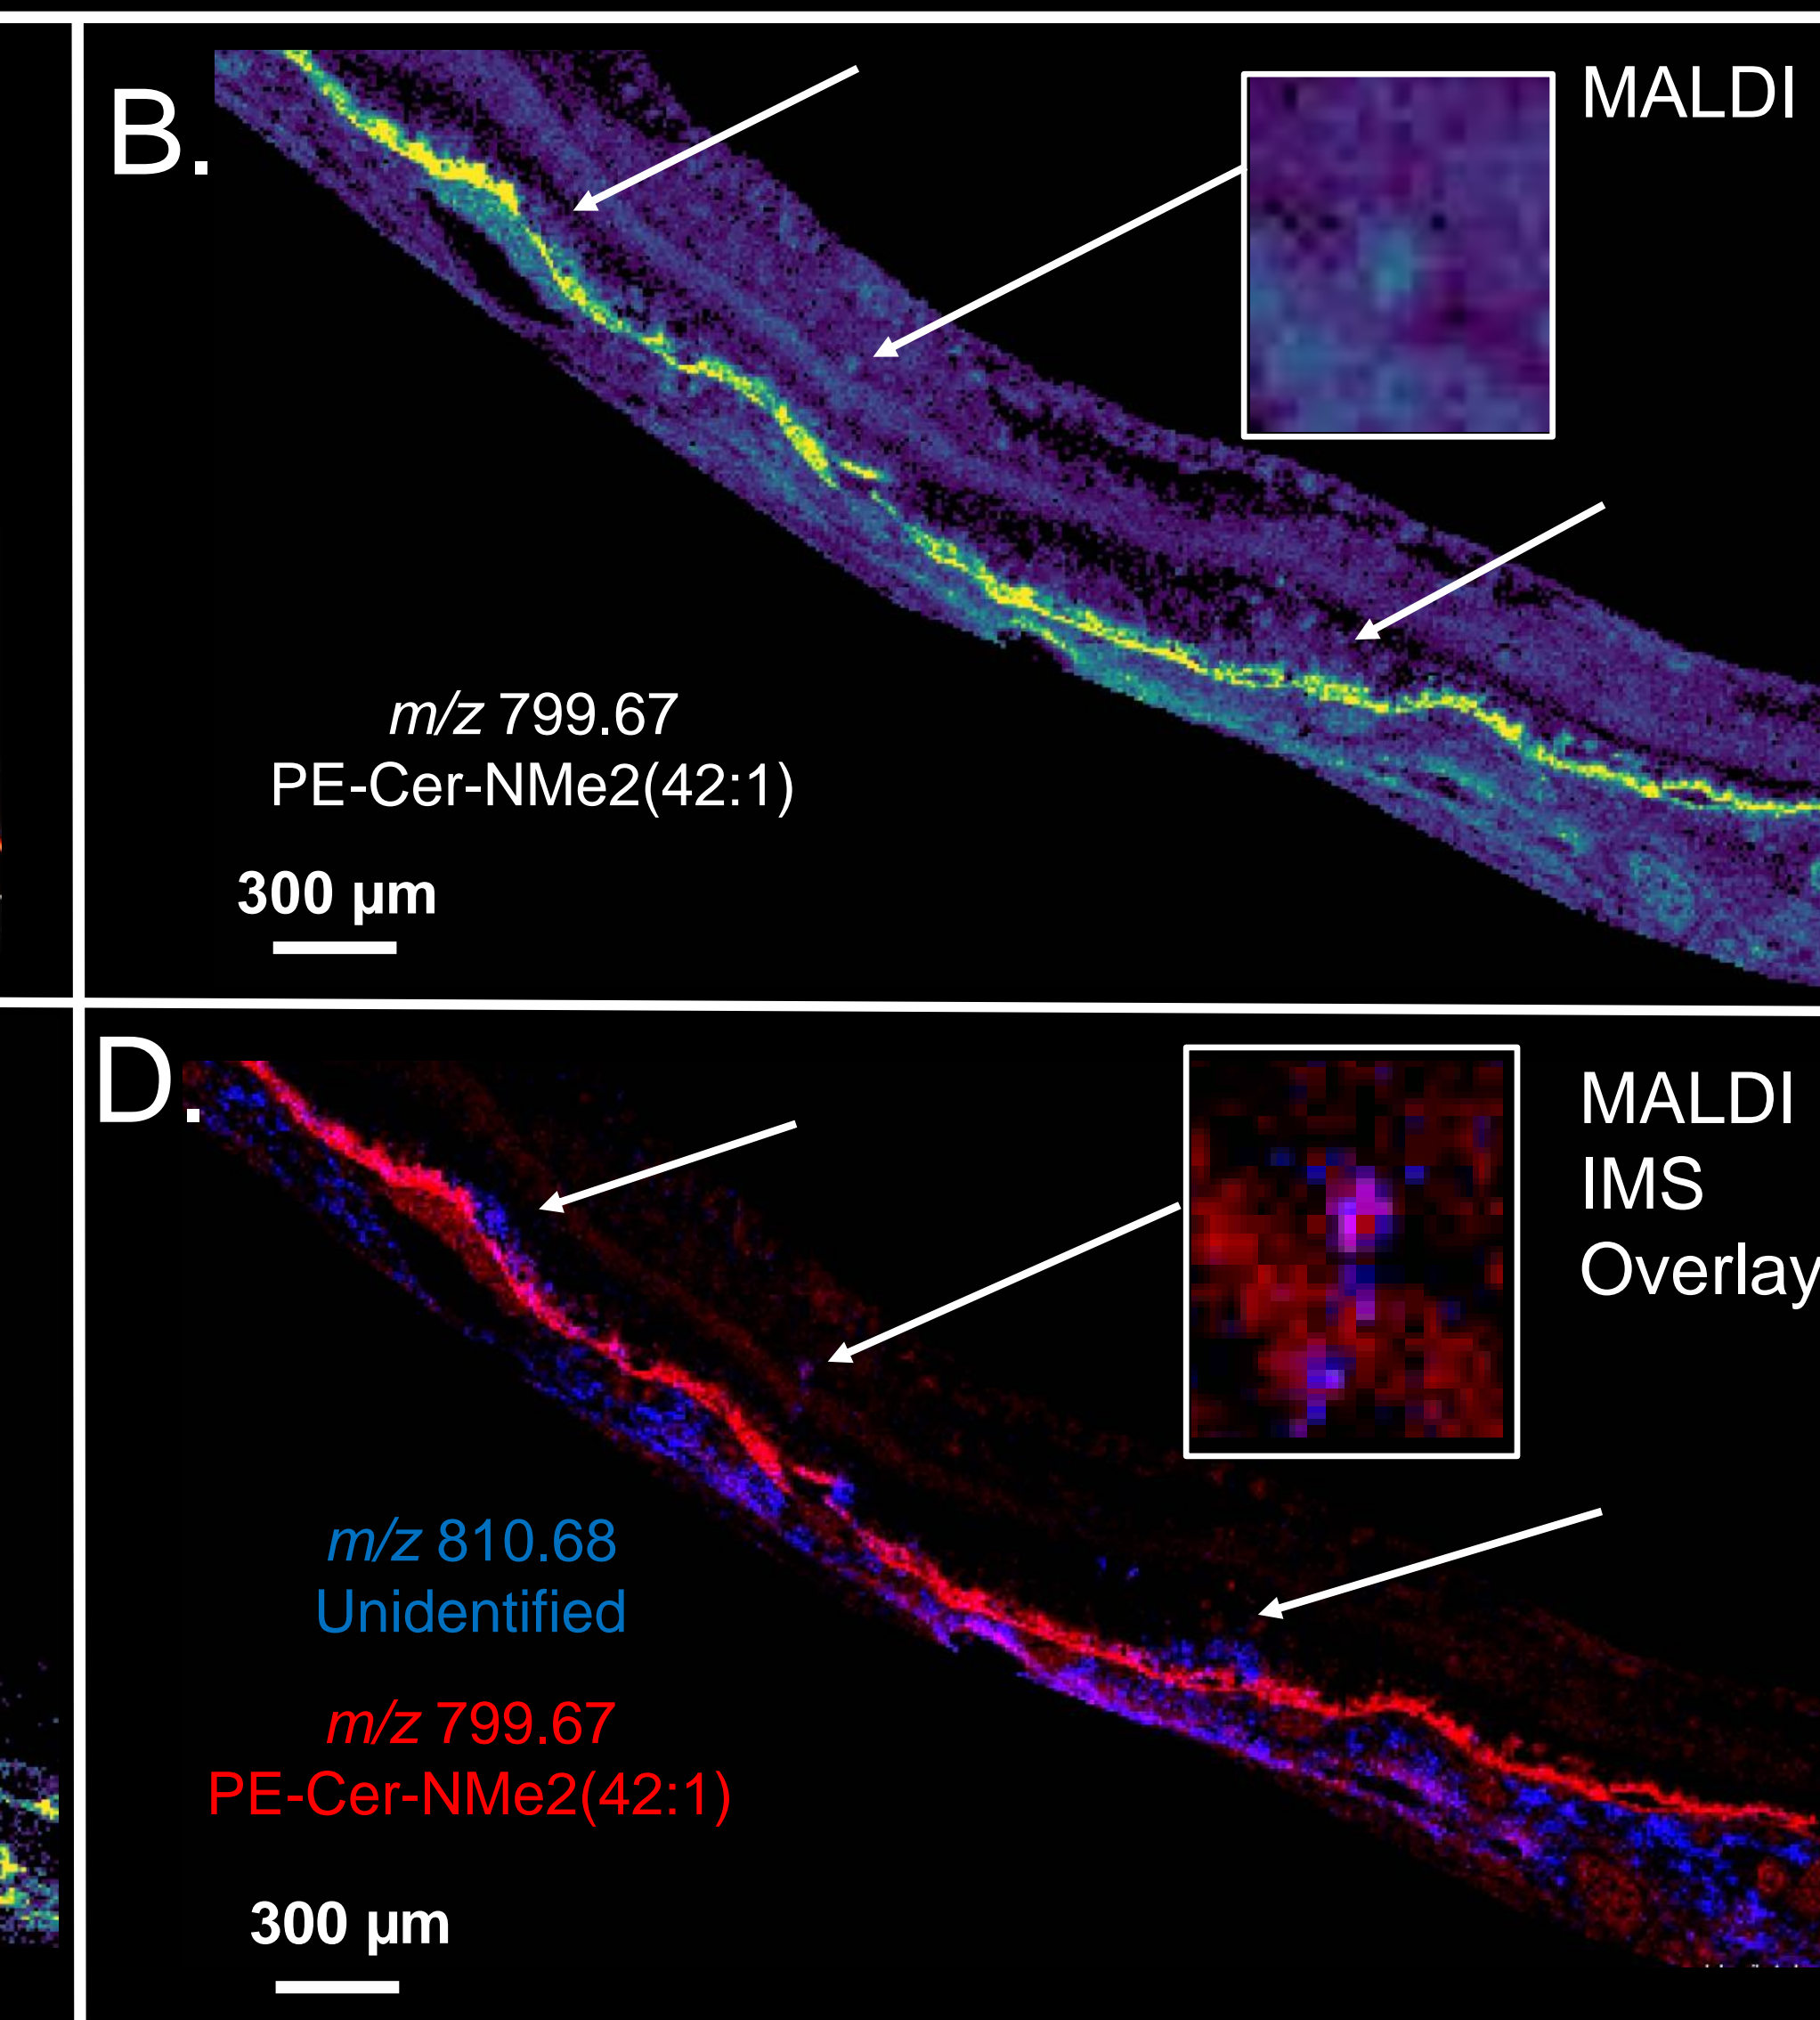 B.
MALDI
m/z 799.67
PE-Cer-NMe2(42:1)
300 µm
D.
MALDI
IMS
Overlay
m/z 810.68
Unidentified
m/z 799.67
PE-Cer-NMe2(42:1)
300 µm